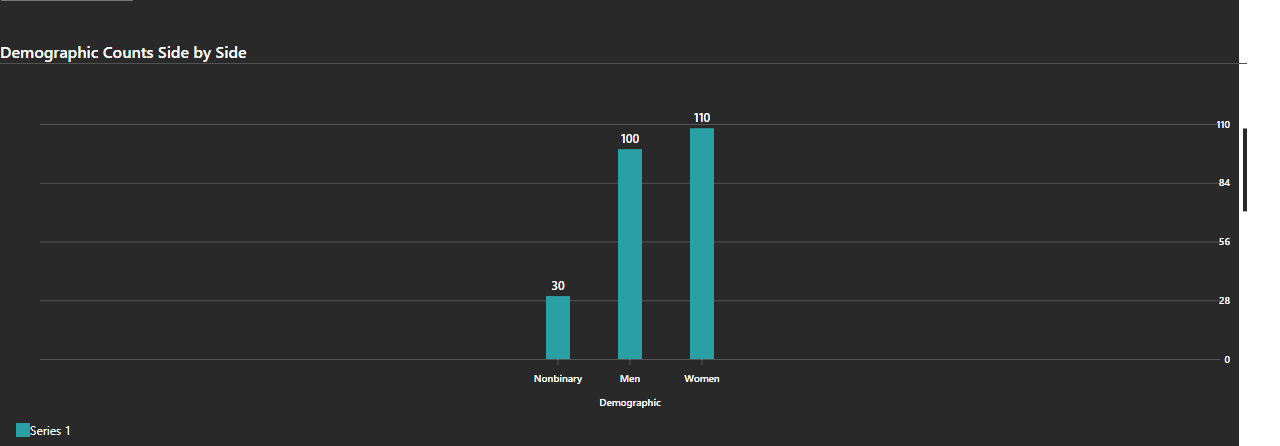 Demographic Counts Side by Side
110
100
110
84
56
30
28
0
Nonbinary Men Women
Demographic
Series 1